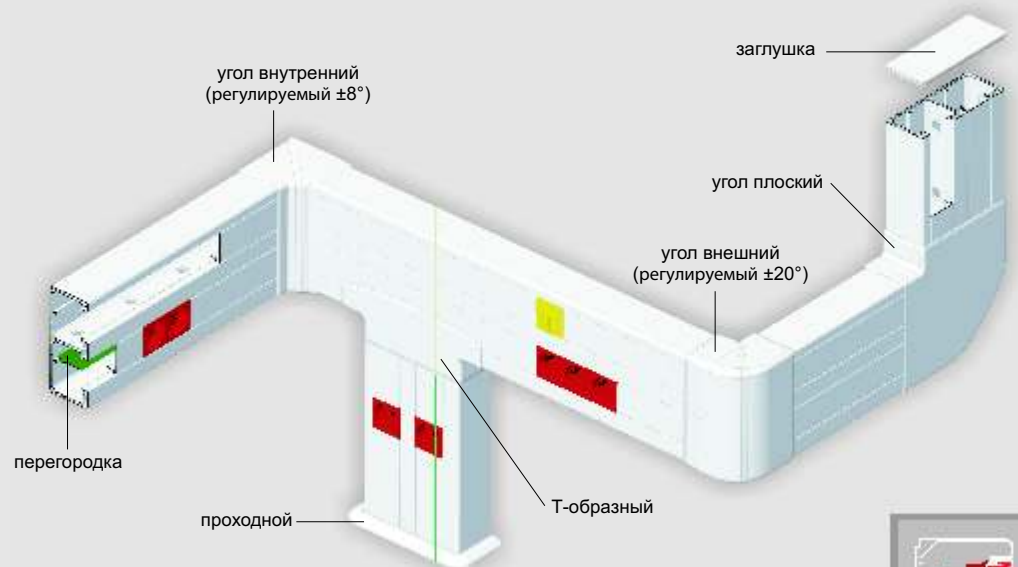 заглушка
угол внутренний
(регулируемый ±8°)
угол плоский
угол внешний
(регулируемый ±20°)
перегородка
Т-образный
проходной